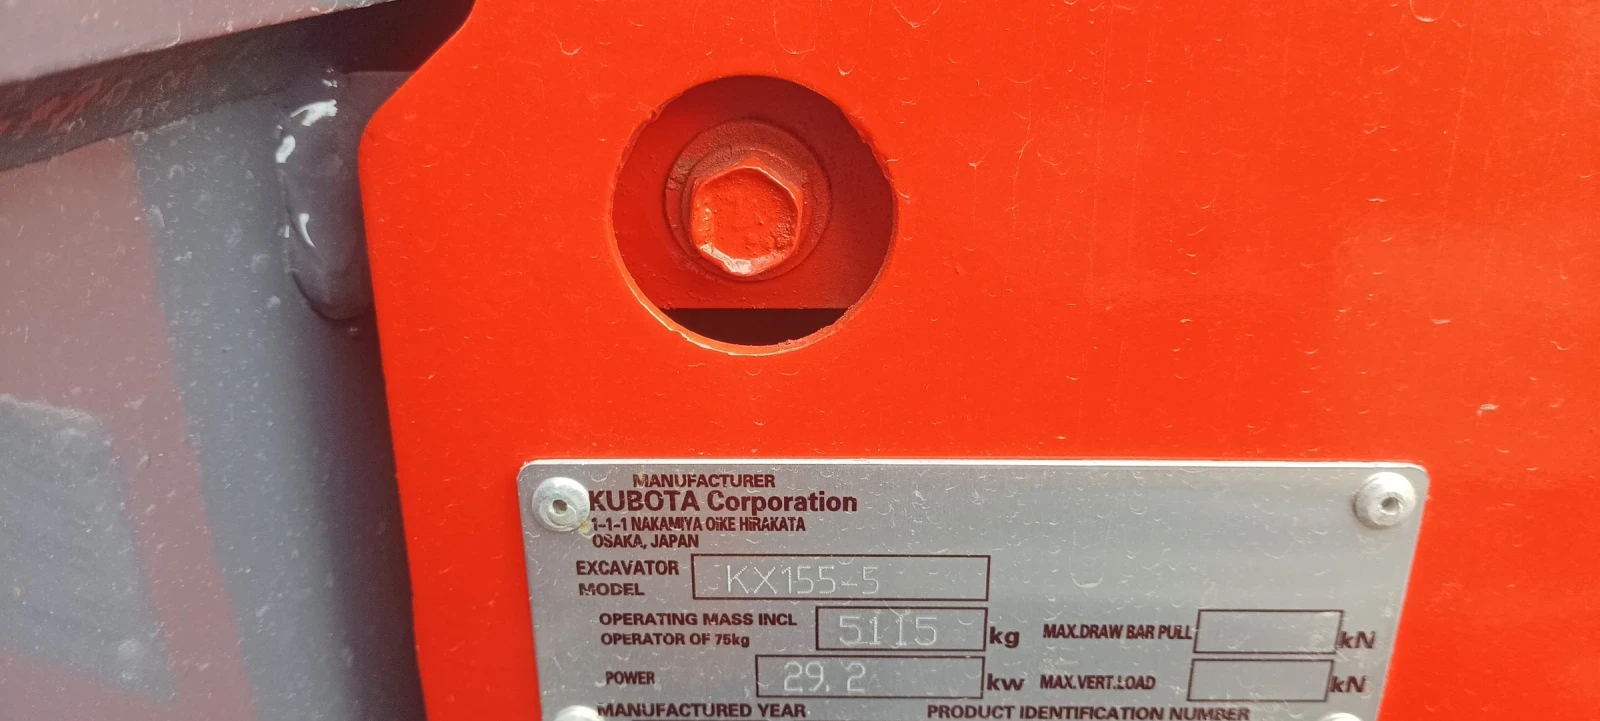 MANUFACTURER
KUBOTA Corporation
1-1-1 NAKAMIYA OiKE HiRAKATA
OSAKA, JAPAN
EXCAVATOR MODEL KX155-5
OPERATING MASS INCL OPERATOR OF 75kg 5115 kg MAX.DRAW BAR PULL kN
POWER 29.2 kw MAX.VERT.LOAD kN
MANUFACTURED YEAR PRODUCT IDENTIFICATION NUMBER